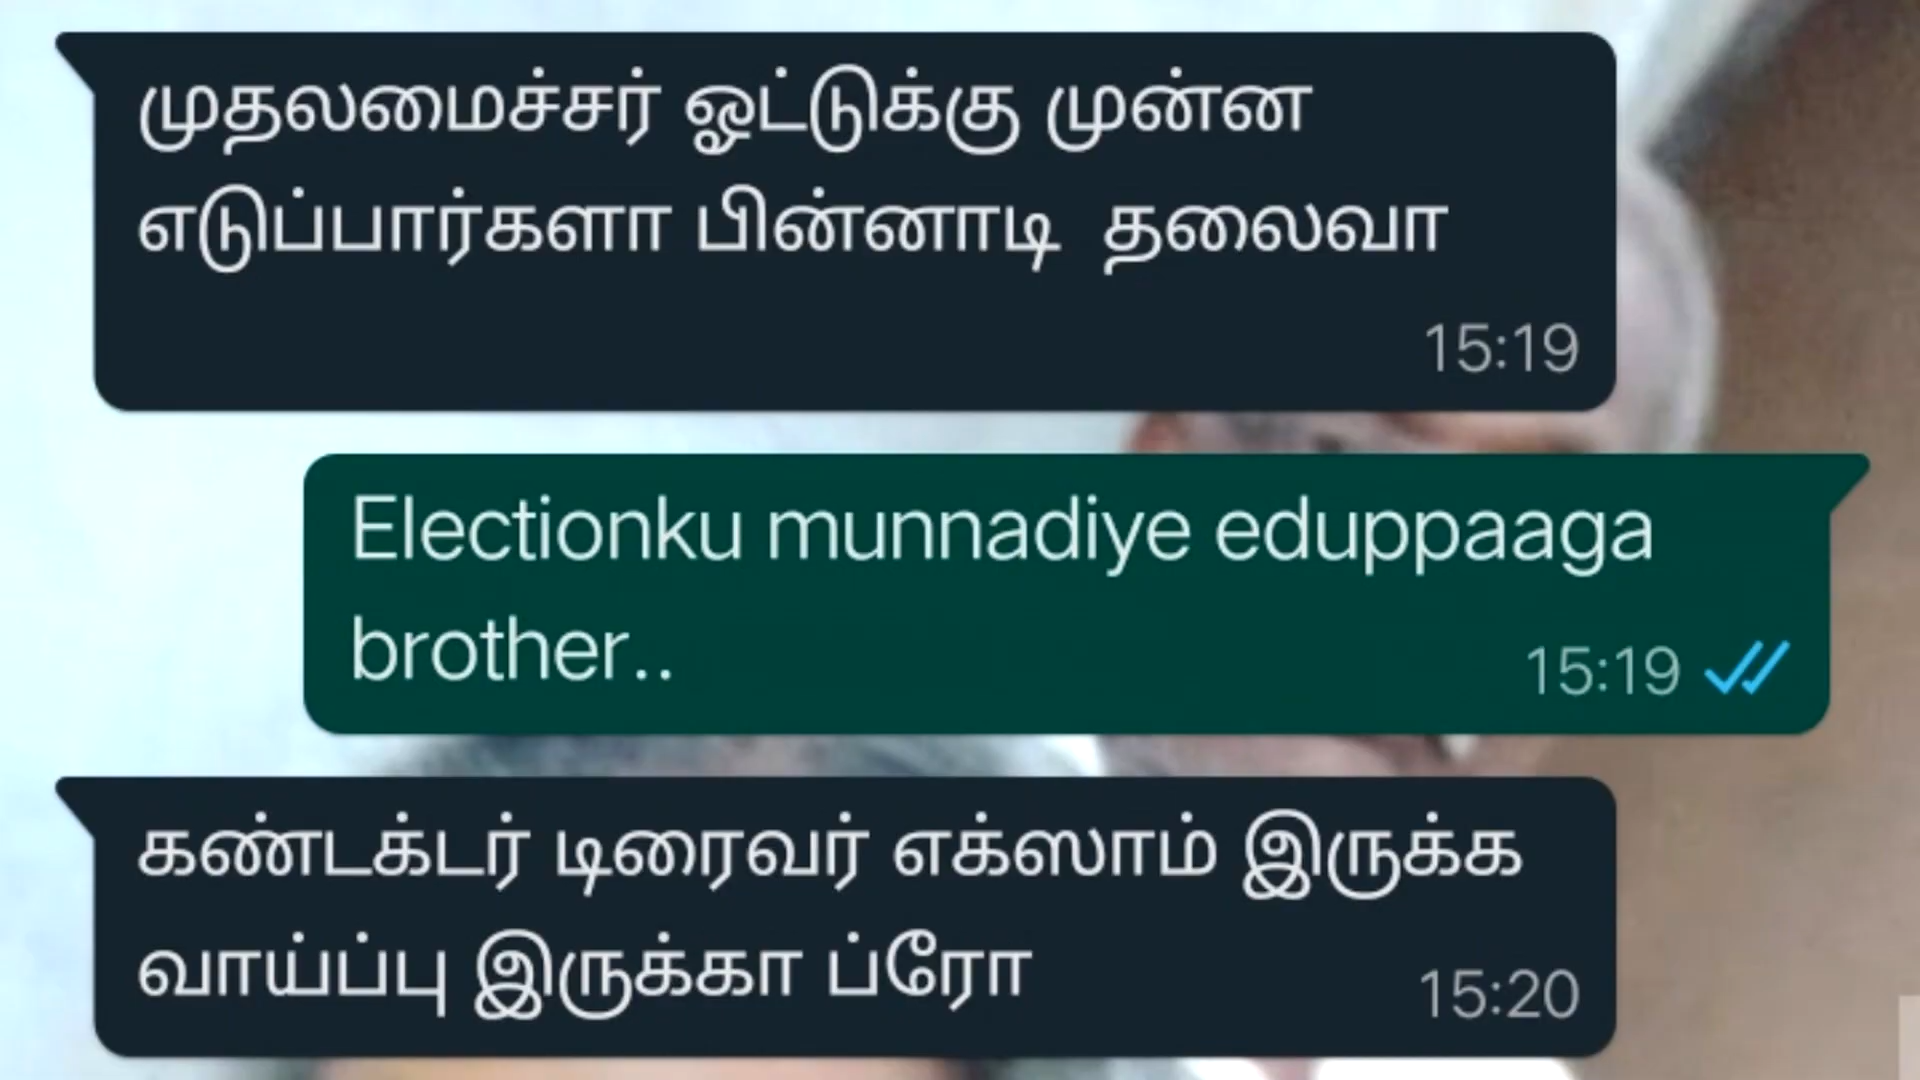 முதலமைச்சர் ஓட்டுக்கு முன்ன
எடுப்பார்களா பின்னாடி தலைவா
15:19
Electionku munnadiye eduppaaga
brother..
15:19
கண்டக்டர் டிரைவர் எக்ஸாம் இருக்க
வாய்ப்பு இருக்கா ப்ரோ
15:20